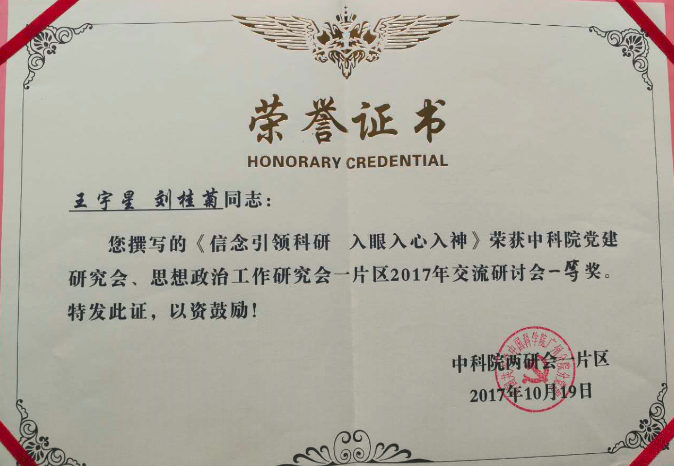 荣誉证书
HONORARY CREDENTIAL
王宇星 刘桂菊同志：
您撰写的《信念引领科研 入眼入心入神》荣获中科院党建
研究会、思想政治工作研究会一片区2017年交流研讨会一等奖。
特发此证，以资鼓励！
中科院两研会一片区
2017年10月19日